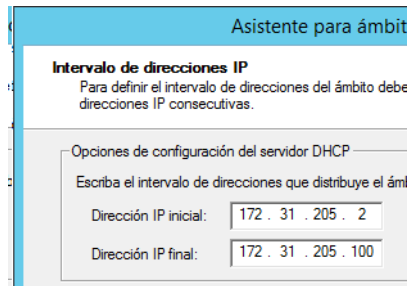 Asistente para ámbit
Intervalo de direcciones IP
Para definir el intervalo de direcciones del ámbito debe
direcciones IP consecutivas.
Opciones de configuración del servidor DHCP
Escriba el intervalo de direcciones que distribuye el ámb
Dirección IP inicial: 172 . 31 . 205 . 2
Dirección IP final: 172 . 31 . 205 . 100